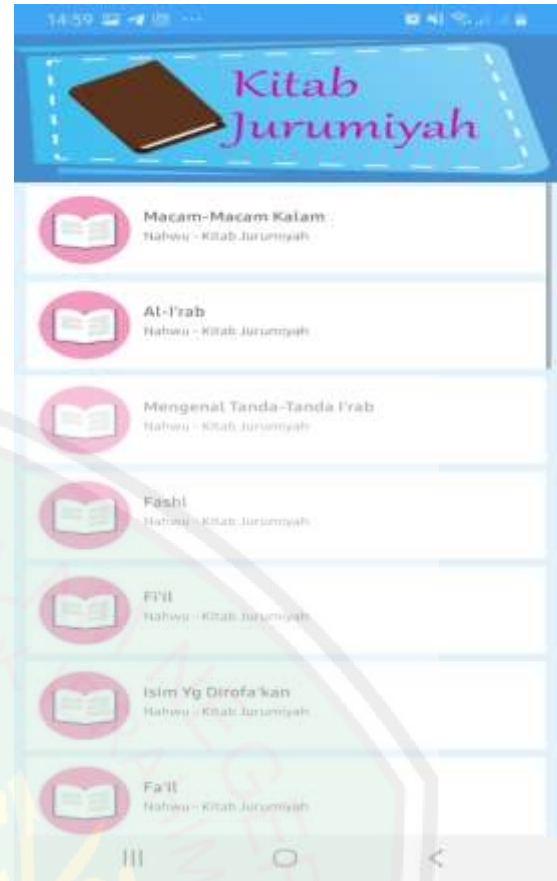 14:59
Kitab
Jurumiyah
Macam-Macam Kalam
Nahwu - Kitab Jurumiyah
Al-I'rab
Nahwu - Kitab Jurumiyah
Mengenal Tanda-Tanda I'rab
Nahwu - Kitab Jurumiyah
Fashl
Nahwu - Kitab Jurumiyah
Fi'il
Nahwu - Kitab Jurumiyah
Isim Yg Dirofa'kan
Nahwu - Kitab Jurumiyah
Fa'il
Nahwu - Kitab Jurumiyah